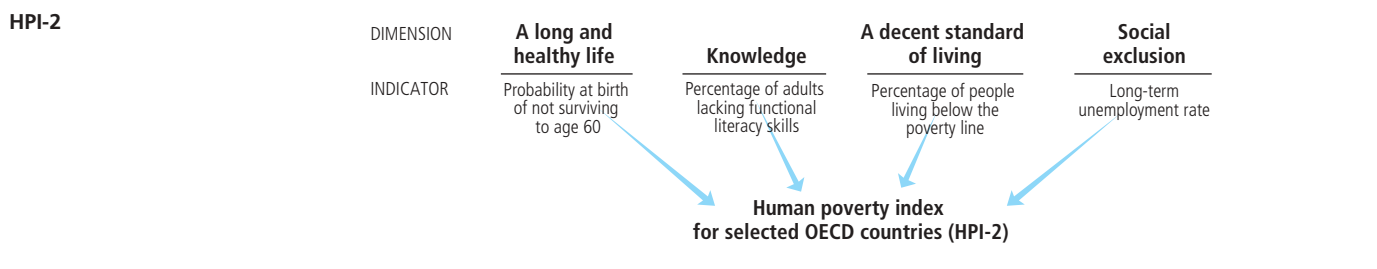 HPI-2
DIMENSION
A long and
healthy life
Knowledge
A decent standard
of living
Social
exclusion
INDICATOR
Probability at birth
of not surviving
to age 60
Percentage of adults
lacking functional
literacy skills
Percentage of people
living below the
poverty line
Long-term
unemployment rate
Human poverty index
for selected OECD countries (HPI-2)